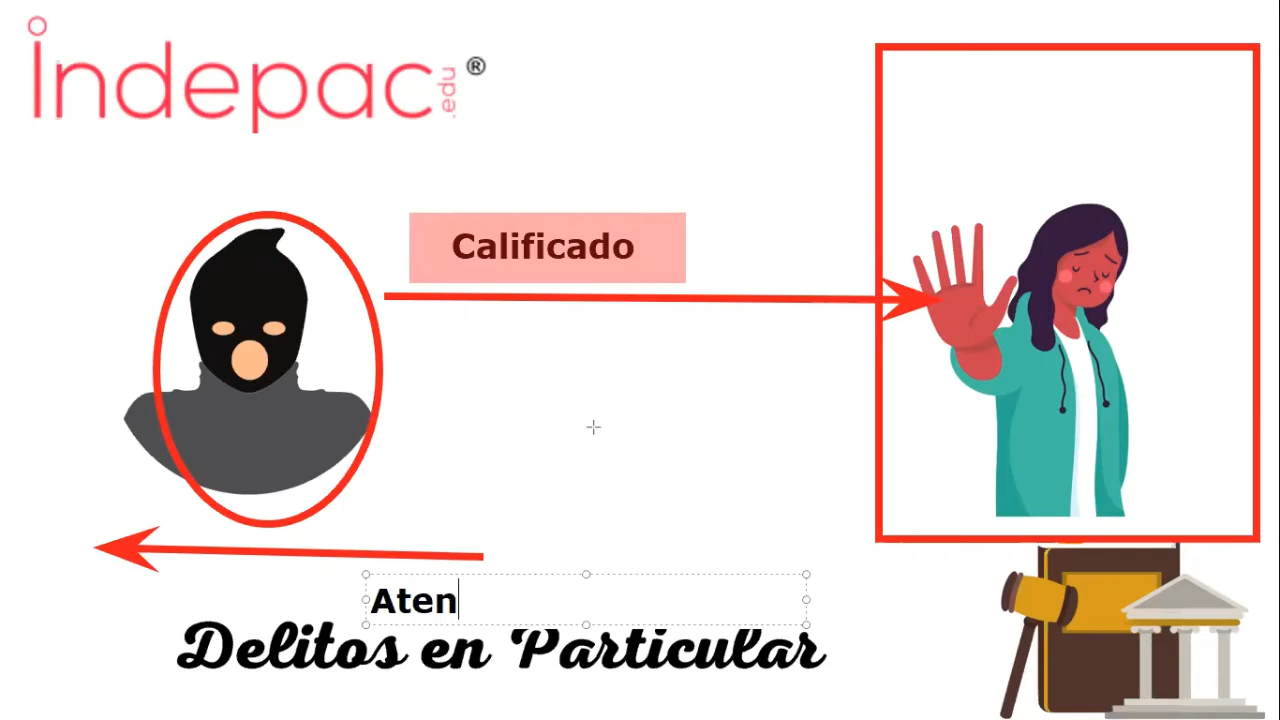 indepac .edu ®
Calificado
Aten
Delitos en Particular